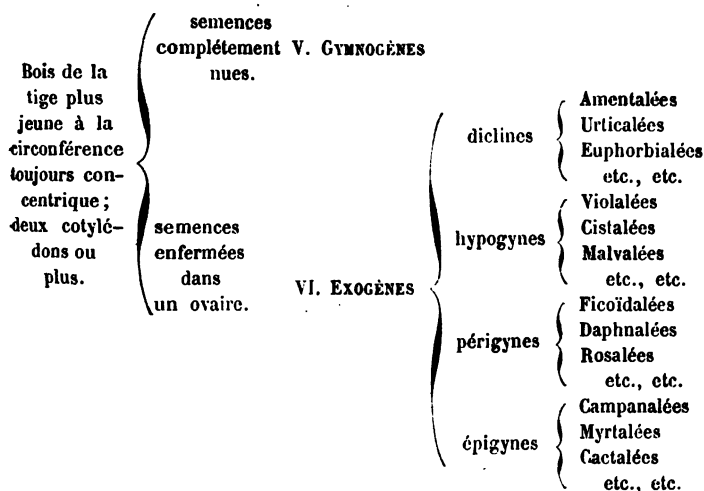 Bois de la
tige plus
jeune à la
circonférence
toujours con-
centrique ;
deux cotylé-
dons ou
plus.
semences
complétement V. GYMNOGÈNES
nues.
semences
enfermées
dans
un ovaire.
VI. EXOGÈNES
diclines
Amentalées
Urticalées
Euphorbialées
etc., etc.
hypogynes
Violalées
Cistalées
Malvalées
etc., etc.
périgynes
Ficoïdalées
Daphnalées
Rosalées
etc., etc.
épigynes
Campanalées
Myrtalées
Cactalées
etc., etc.